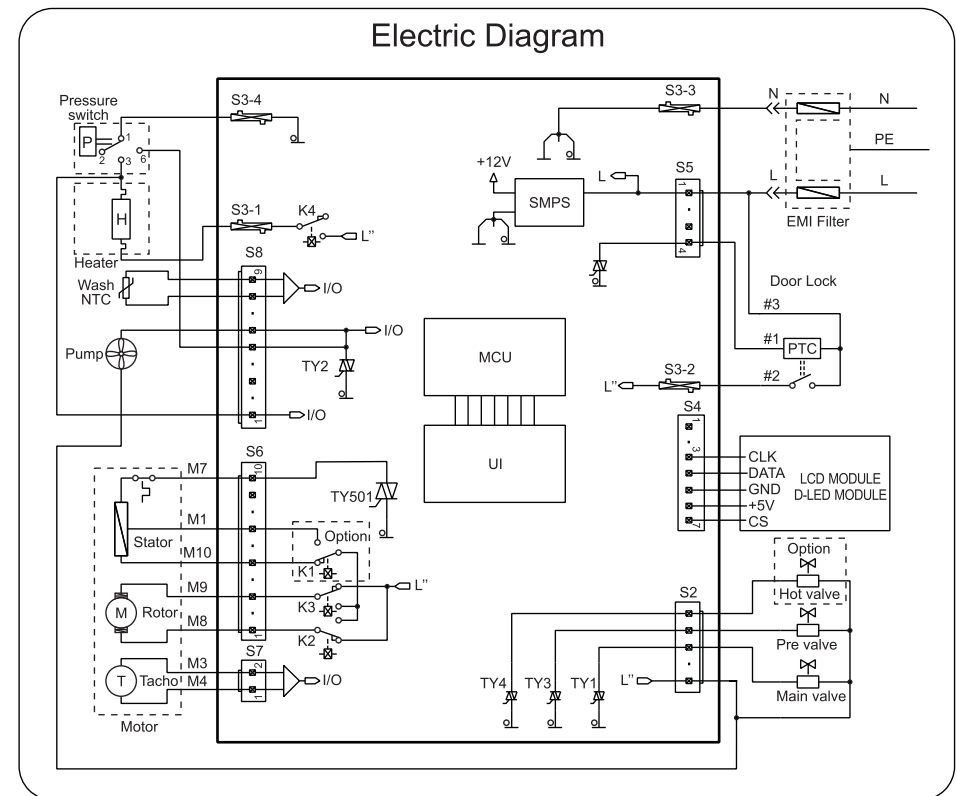 Electric Diagram
Pressure
switch
P
1
2
3
6
H
Heater
Wash
NTC
Pump
S3-4
S3-1
K4
L’’
S8
9
I/O
I/O
TY2
1
I/O
S6
10
M7
TY501
M1
Stator
Option
M10
K1
M9
L’’
M
Rotor
K3
M8
1
K2
S7
M3
2
T
Tacho
M4
1
I/O
Motor
MCU
UI
+12V
SMPS
L
S3-3
S5
1
4
N
N
PE
L
L
EMI Filter
Door Lock
#3
#1
PTC
#2
L’’
S3-2
S4
1
3
7
CLK
DATA
GND
+5V
CS
LCD MODULE
D-LED MODULE
Option
Hot valve
S2
Pre valve
Main valve
TY4
TY3
TY1
L’’